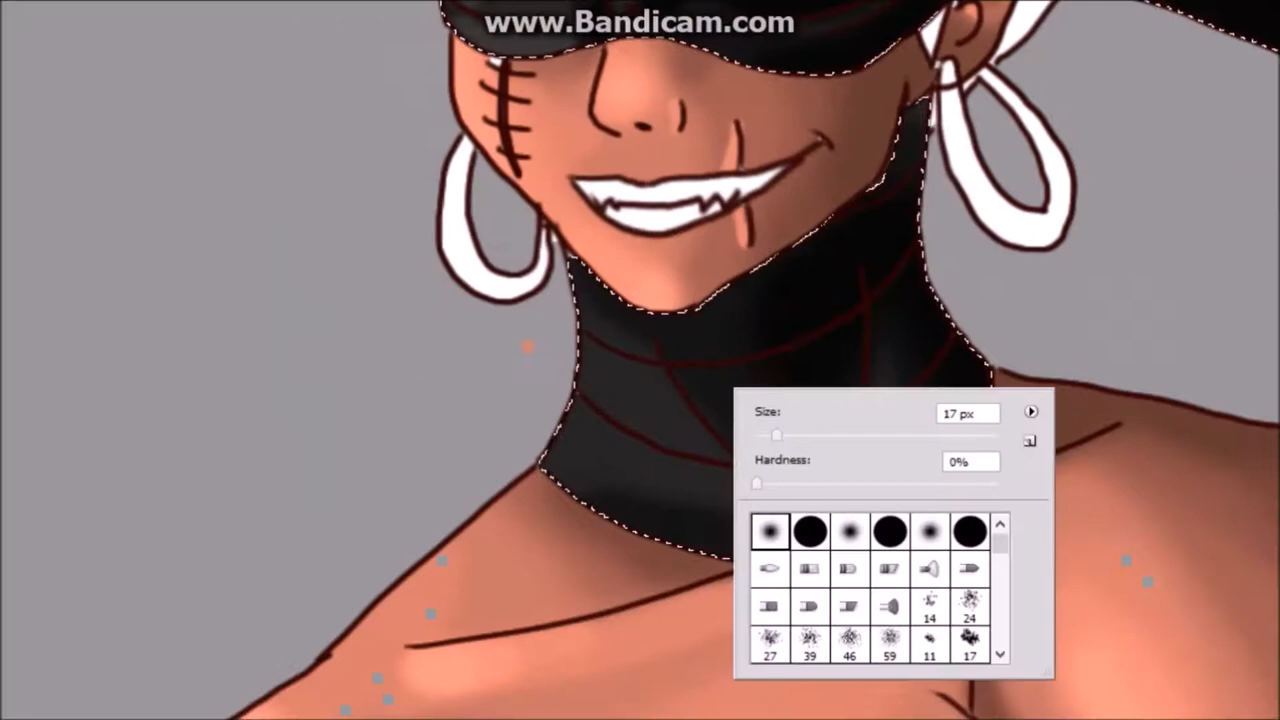 www.Bandicam.com
Size:
17 px
Hardness:
0%
14 24
27 39 46 59 11 17